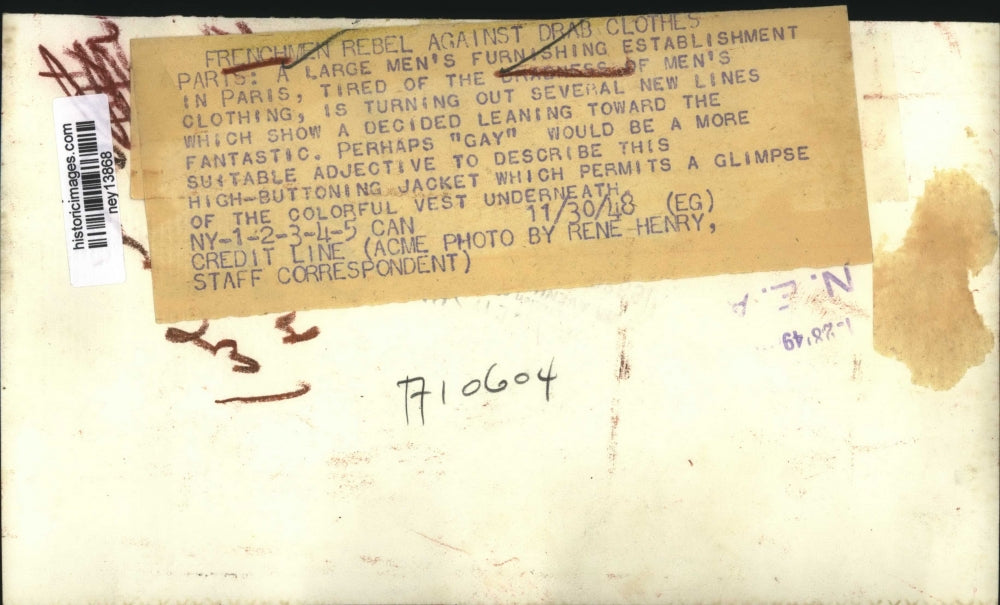 FRENCHMEN REBEL AGAINST DRAB CLOTHES
PARIS: A LARGE MEN'S FURNISHING ESTABLISHMENT
IN PARIS, TIRED OF THE DRABNESS OF MEN'S
CLOTHING, IS TURNING OUT SEVERAL NEW LINES
WHICH SHOW A DECIDED LEANING TOWARD THE
FANTASTIC. PERHAPS "GAY" WOULD BE A MORE
SUITABLE ADJECTIVE TO DESCRIBE THIS
HIGH-BUTTONING JACKET WHICH PERMITS A GLIMPSE
OF THE COLORFUL VEST UNDERNEATH.
NY-1-2-3-4-5 CAN 11/30/48 (EG)
CREDIT LINE (ACME PHOTO BY RENE-HENRY,
STAFF CORRESPONDENT)
historicimages.com
ney13868
N.E.A
1-28'49
A10604